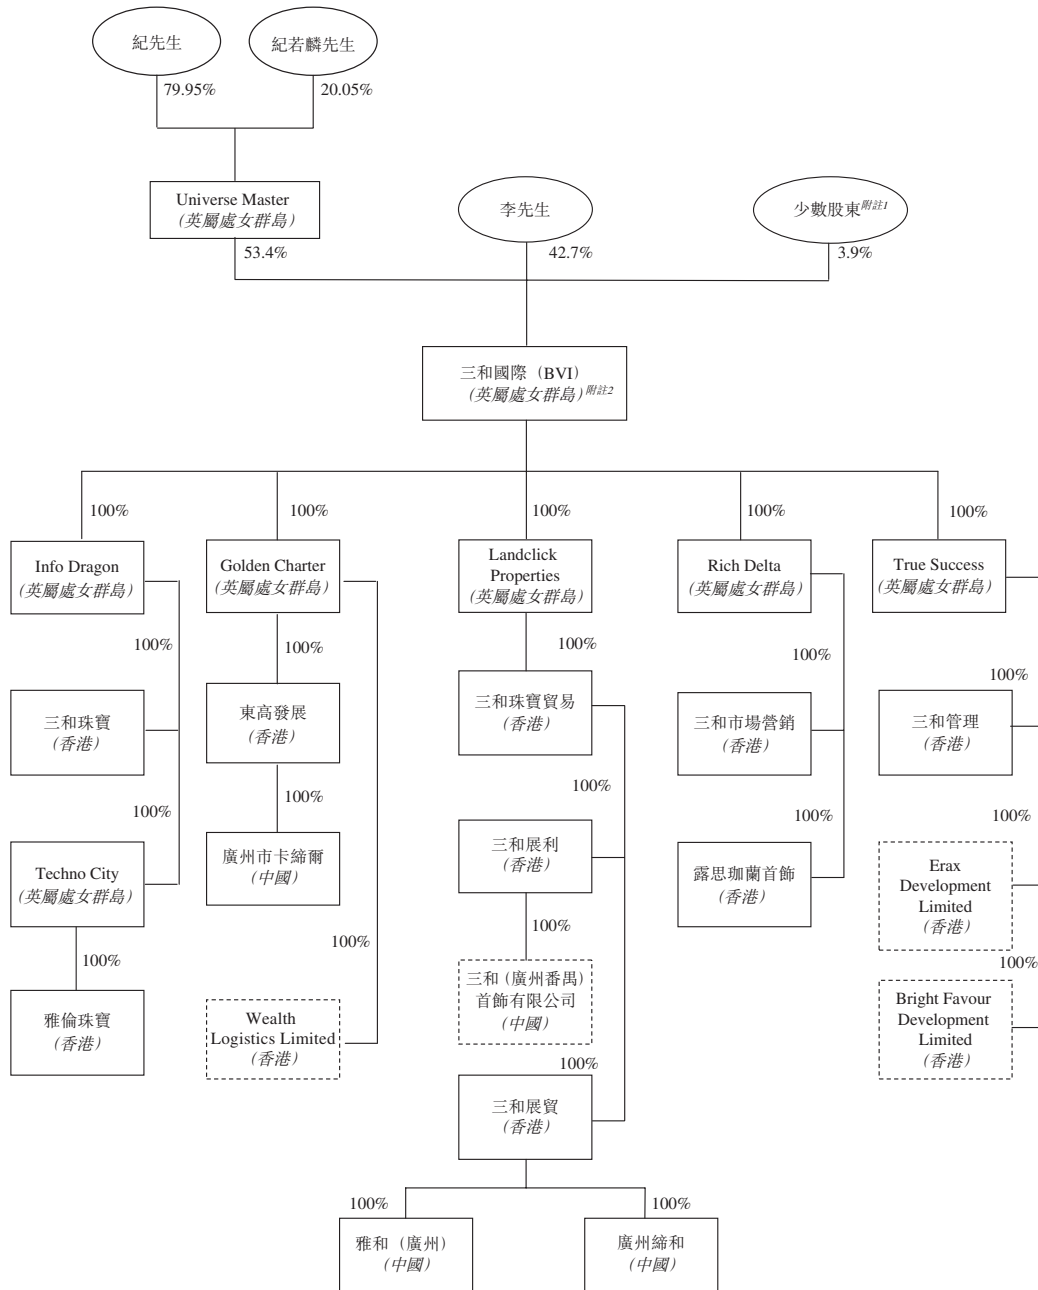 紀先生
紀若麟先生
79.95%
20.05%
Universe Master
（英屬處女群島）
李先生
少數股東附註1
53.4%
42.7%
3.9%
三和國際（BVI）
（英屬處女群島）附註2
100%
100%
100%
100%
100%
Info Dragon
（英屬處女群島）
Golden Charter
（英屬處女群島）
Landclick
Properties
（英屬處女群島）
Rich Delta
（英屬處女群島）
True Success
（英屬處女群島）
100%
100%
100%
100%
100%
三和珠寶
（香港）
東高發展
（香港）
三和珠寶貿易
（香港）
三和市場營銷
（香港）
三和管理
（香港）
100%
100%
100%
100%
100%
Techno City
（英屬處女群島）
廣州市卡締爾
（中國）
三和展利
（香港）
露思珈蘭首飾
（香港）
Erax
Development
Limited
（香港）
100%
100%
100%
100%
雅倫珠寶
（香港）
Wealth
Logistics Limited
（香港）
三和（廣州番禺）
首飾有限公司
（中國）
Bright Favour
Development
Limited
（香港）
100%
三和展貿
（香港）
100%
100%
雅和（廣州）
（中國）
廣州締和
（中國）